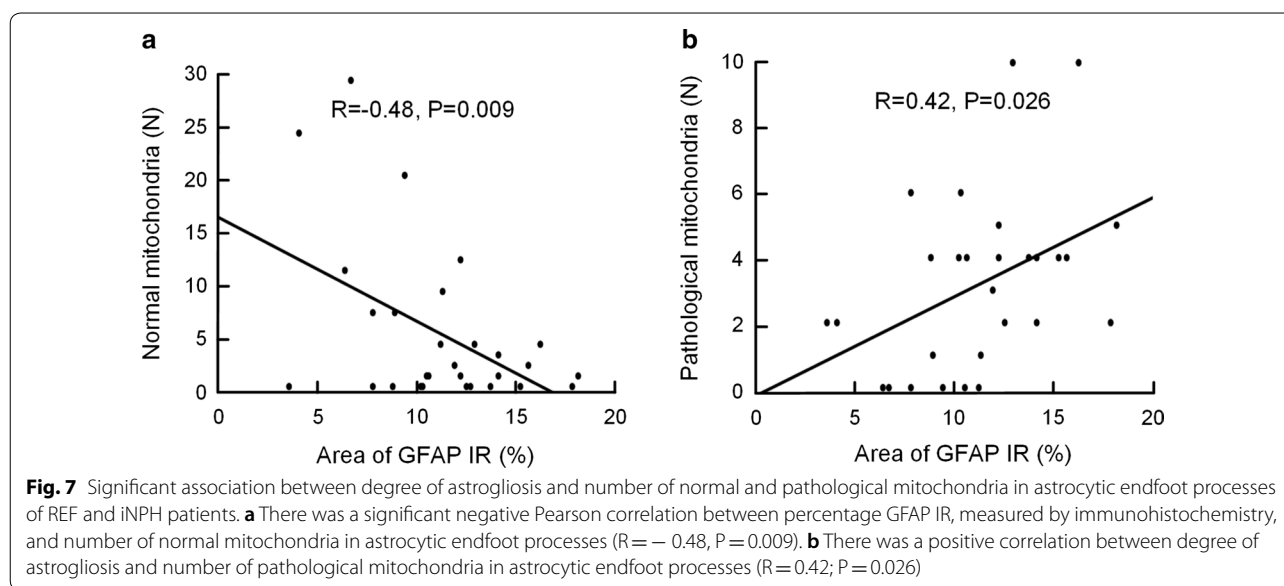 a
30
25
20
15
10
5
0
Normal mitochondria (N)
R=-0.48, P=0.009
0 5 10 15 20
Area of GFAP IR (%)
b
10
8
6
4
2
0
Pathological mitochondria (N)
R=0.42, P=0.026
0 5 10 15 20
Area of GFAP IR (%)
Fig. 7 Significant association between degree of astrogliosis and number of normal and pathological mitochondria in astrocytic endfoot processes
of REF and iNPH patients. a There was a significant negative Pearson correlation between percentage GFAP IR, measured by immunohistochemistry,
and number of normal mitochondria in astrocytic endfoot processes (R = − 0.48, P = 0.009). b There was a positive correlation between degree of
astrogliosis and number of pathological mitochondria in astrocytic endfoot processes (R = 0.42; P = 0.026)